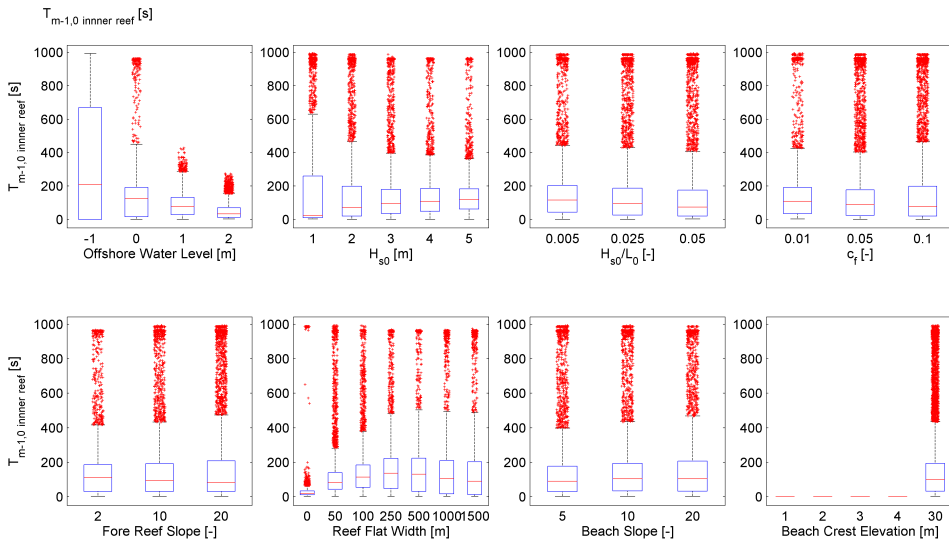 T m-1,0 innner reef [s]
1000
800
600
400
200
0
T m-1,0 innner reef [s]
-1 0 1 2
Offshore Water Level [m]
1000
800
600
400
200
0
1 2 3 4 5
H s0 [m]
1000
800
600
400
200
0
0.005 0.025 0.05
H s0/L 0 [-]
1000
800
600
400
200
0
0.01 0.05 0.1
c f [-]
1000
800
600
400
200
0
T m-1,0 innner reef [s]
2 10 20
Fore Reef Slope [-]
1000
800
600
400
200
0
0 50 100 250 500 1000 1500
Reef Flat Width [m]
1000
800
600
400
200
0
5 10 20
Beach Slope [-]
1000
800
600
400
200
0
1 2 3 4 30
Beach Crest Elevation [m]